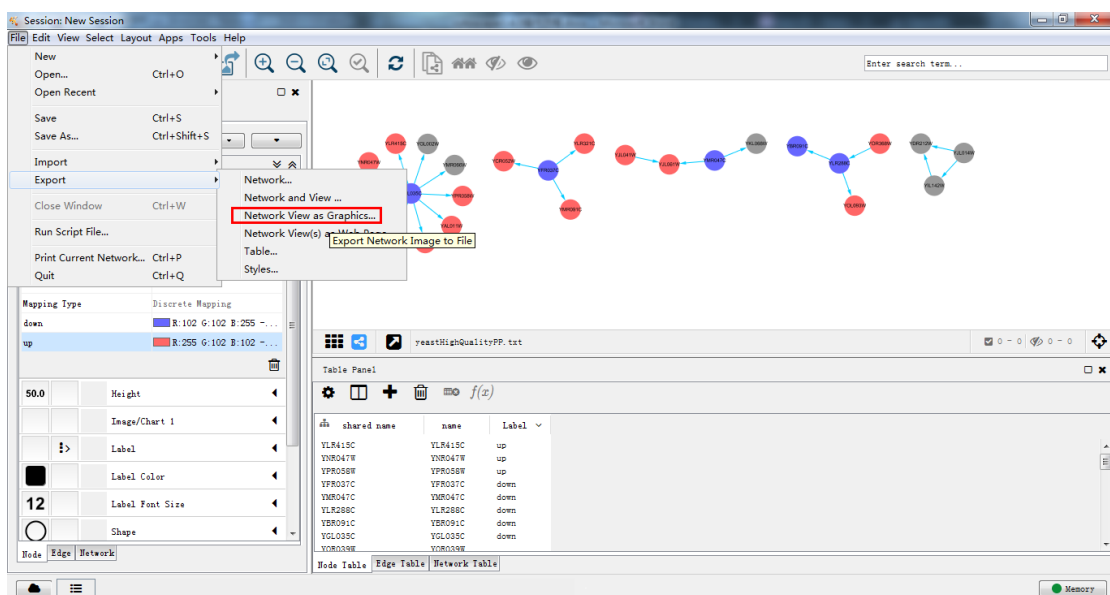 Session: New Session
File Edit View Select Layout Apps Tools Help
New
Open... Ctrl+O
Open Recent
Save Ctrl+S
Save As... Ctrl+Shift+S
Import
Export
Close Window Ctrl+W
Run Script File...
Print Current Network... Ctrl+P
Quit Ctrl+Q
Network...
Network and View ...
Network View as Graphics...
Network View(s) as Web Page
Export Network Image to File
Table...
Styles...
Enter search term...
Mapping Type Discrete Mapping
down R:102 G:102 B:255 -...
up R:255 G:102 B:102 -...
50.0 Height
Image/Chart 1
Label
Label Color
12 Label Font Size
Shape
Node Edge Network
yeastHighQualityPP.txt
0 - 0 0 - 0
Table Panel
f(x)
shared name name Label
YLR415C YLR415C up
YNR047W YNR047W up
YPR058W YPR058W up
YFR037C YFR037C down
YMR047C YMR047C down
YLR288C YLR288C down
YBR091C YBR091C down
YGL035C YGL035C down
YOR039W YOR039W
Node Table Edge Table Network Table
Memory